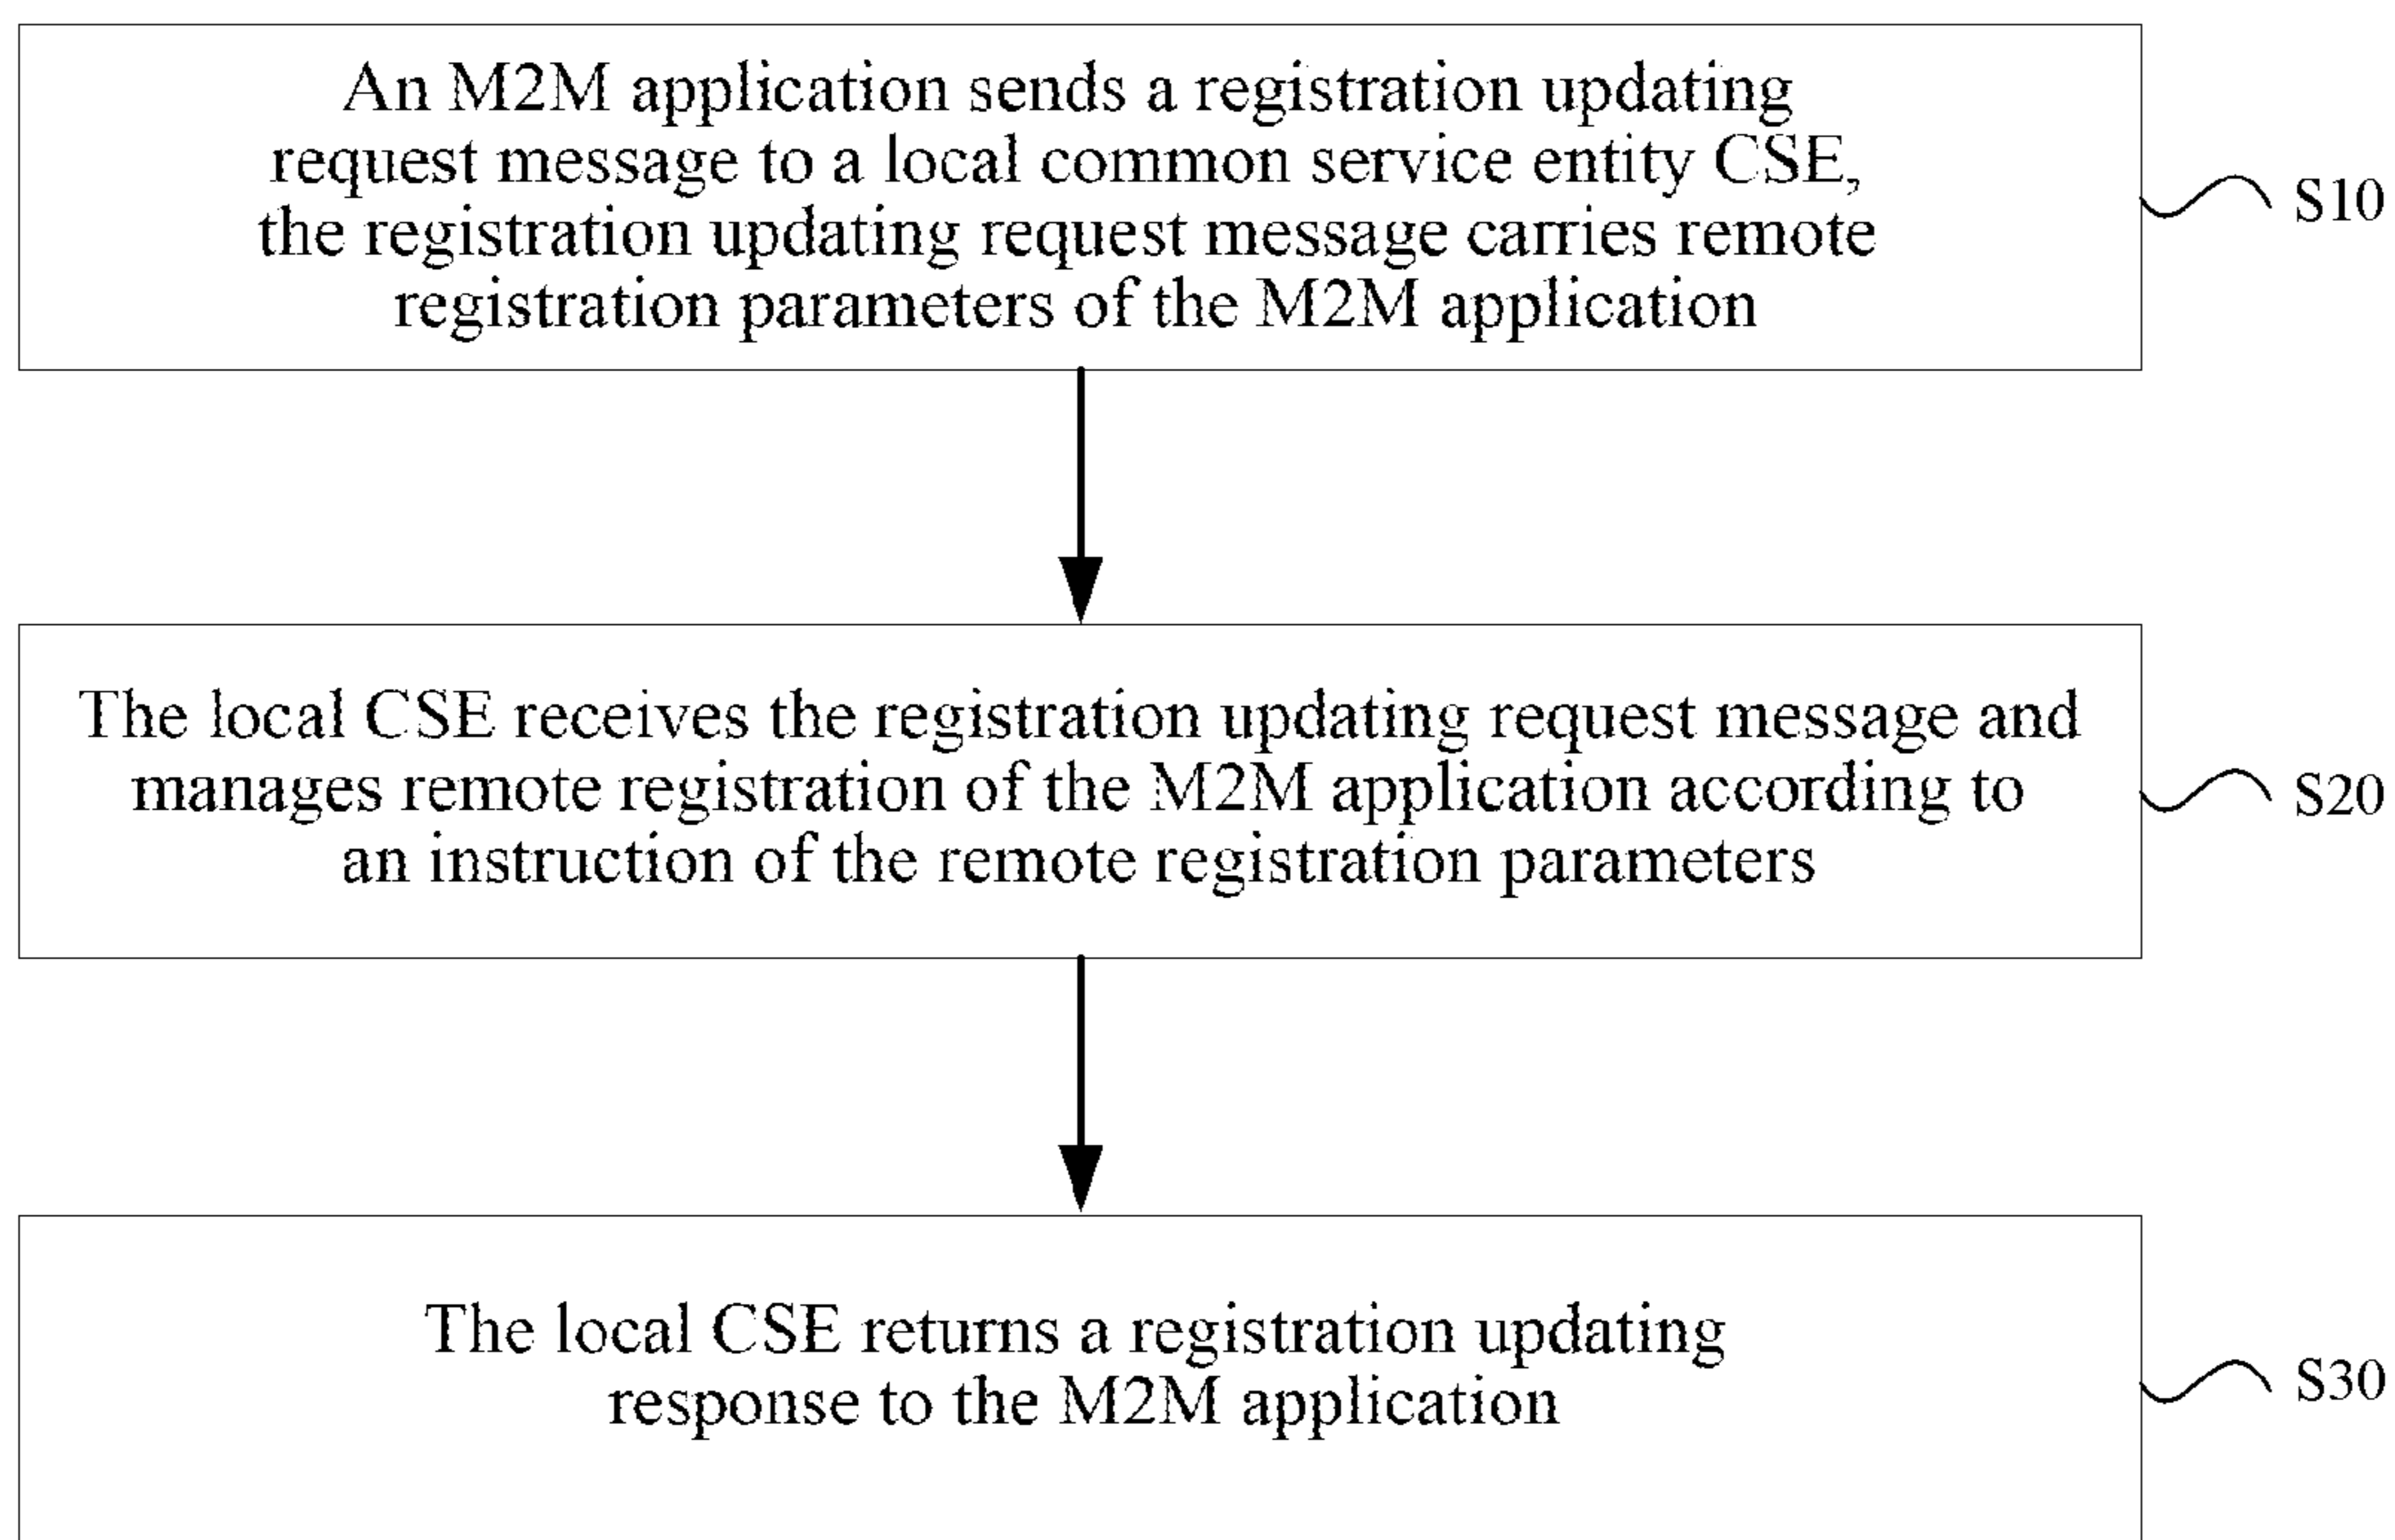 An M2M application sends a registration updating
request message to a local common service entity CSE,
the registration updating request message carries remote
registration parameters of the M2M application
S10
The local CSE receives the registration updating request message and
manages remote registration of the M2M application according to
an instruction of the remote registration parameters
S20
The local CSE returns a registration updating
response to the M2M application
S30